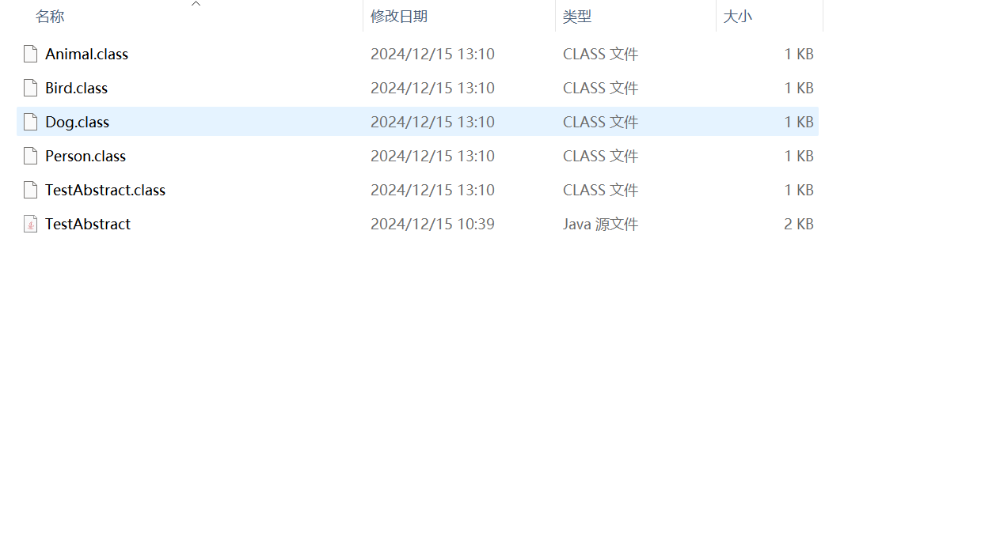 名称 修改日期 类型 大小
Animal.class 2024/12/15 13:10 CLASS 文件 1 KB
Bird.class 2024/12/15 13:10 CLASS 文件 1 KB
Dog.class 2024/12/15 13:10 CLASS 文件 1 KB
Person.class 2024/12/15 13:10 CLASS 文件 1 KB
TestAbstract.class 2024/12/15 13:10 CLASS 文件 1 KB
TestAbstract 2024/12/15 10:39 Java 源文件 2 KB